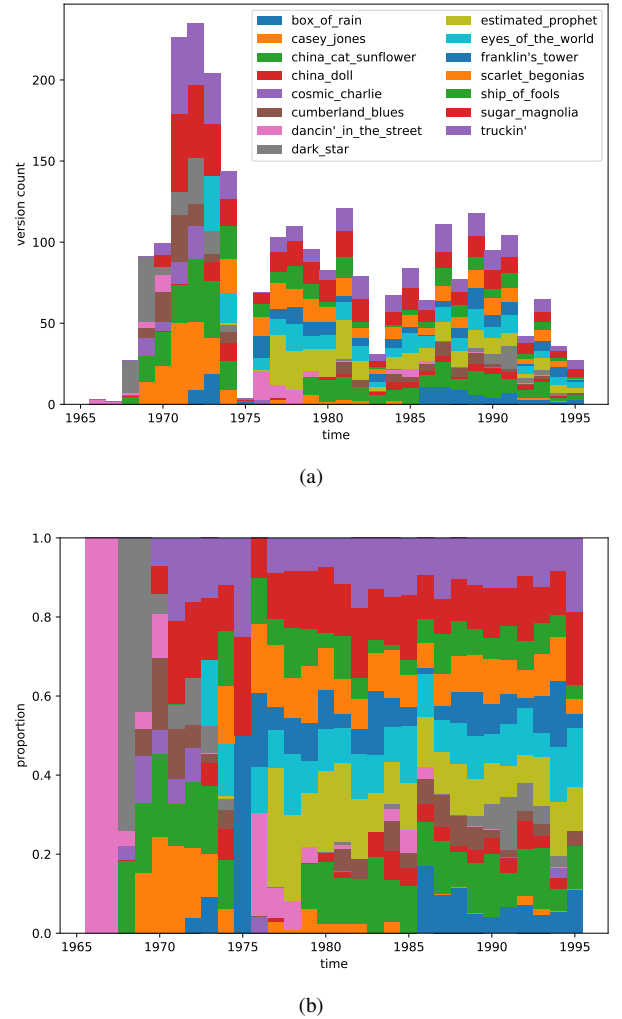 box_of_rain
casey_jones
china_cat_sunflower
china_doll
cosmic_charlie
cumberland_blues
dancin'_in_the_street
dark_star
estimated_prophet
eyes_of_the_world
franklin's_tower
scarlet_begonias
ship_of_fools
sugar_magnolia
truckin'
version count
200
150
100
50
0
1965 1970 1975 1980 1985 1990 1995
time
(a)
proportion
1.0
0.8
0.6
0.4
0.2
0.0
1965 1970 1975 1980 1985 1990 1995
time
(b)